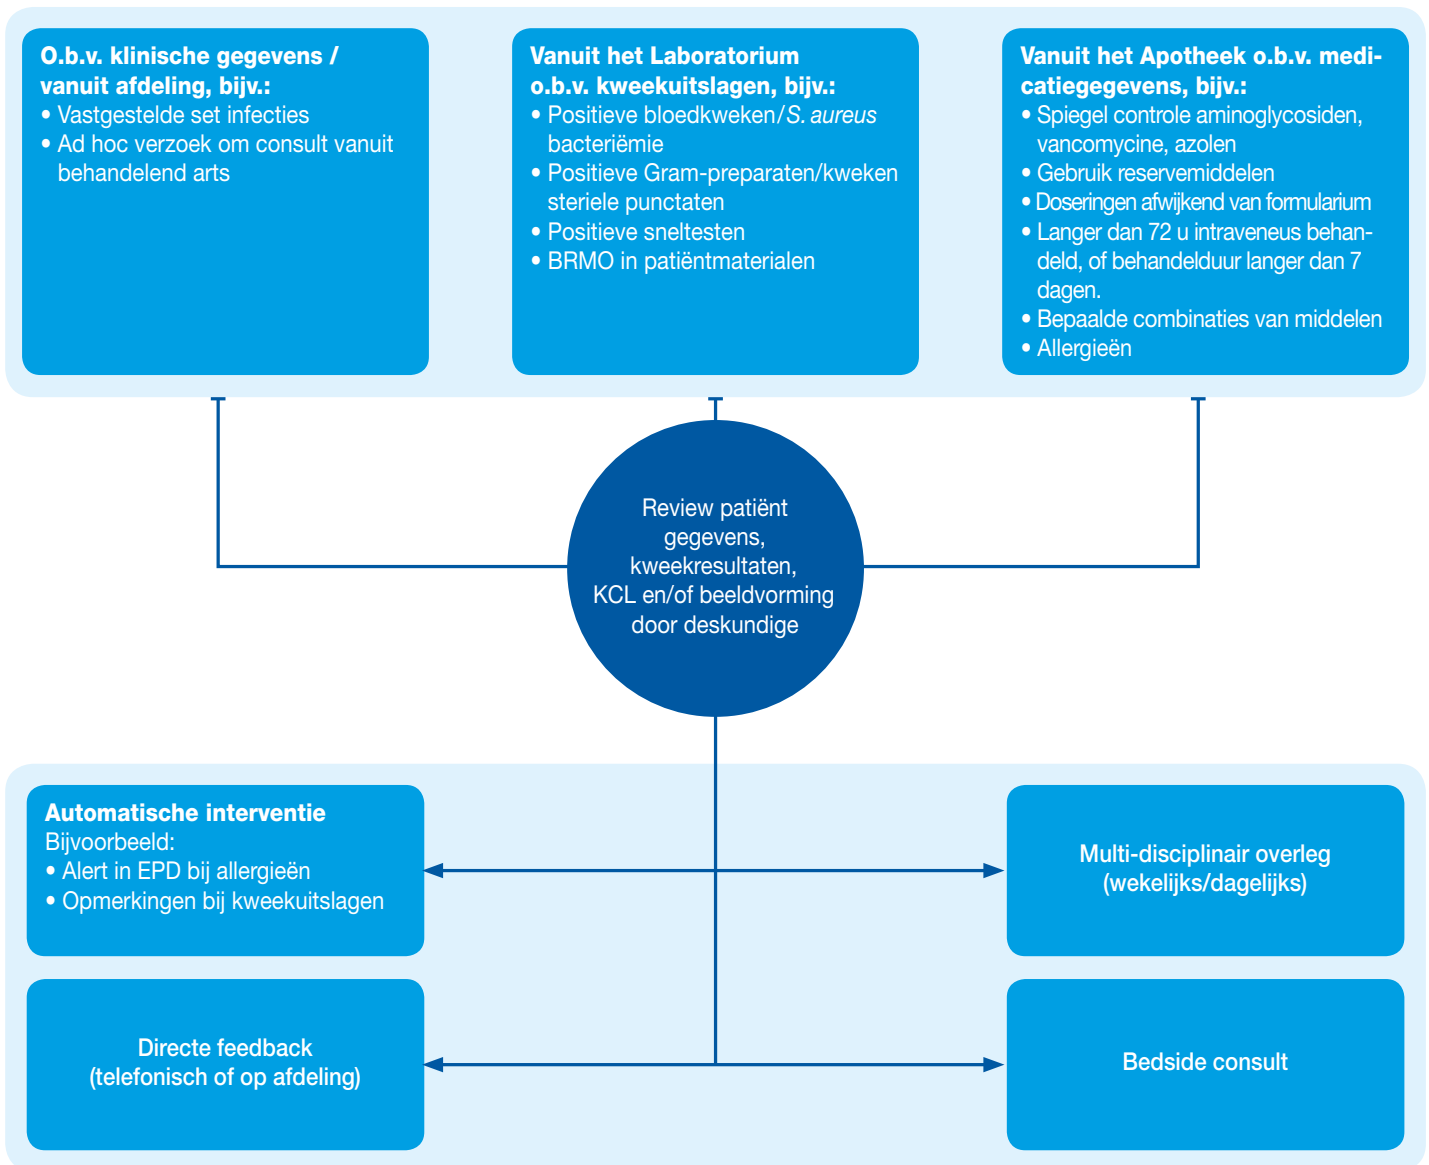 O.b.v. klinische gegevens /
vanuit afdeling, bijv.:
• Vastgestelde set infecties
• Ad hoc verzoek om consult vanuit
behandelend arts
Vanuit het Laboratorium
o.b.v. kweekuitslagen, bijv.:
• Positieve bloedkweken/S. aureus
bacteriëmie
• Positieve Gram-preparaten/kweken
steriele punctaten
• Positieve sneltesten
• BRMO in patiëntmaterialen
Vanuit het Apotheek o.b.v. medi-
catiegegevens, bijv.:
• Spiegel controle aminoglycosiden,
vancomycine, azolen
• Gebruik reservemiddelen
• Doseringen afwijkend van formularium
• Langer dan 72 u intraveneus behan-
deld, of behandelduur langer dan 7
dagen.
• Bepaalde combinaties van middelen
• Allergieën
Review patiënt
gegevens,
kweekresultaten,
KCL en/of beeldvorming
door deskundige
Automatische interventie
Bijvoorbeeld:
• Alert in EPD bij allergieën
• Opmerkingen bij kweekuitslagen
Multi-disciplinair overleg
(wekelijks/dagelijks)
Directe feedback
(telefonisch of op afdeling)
Bedside consult